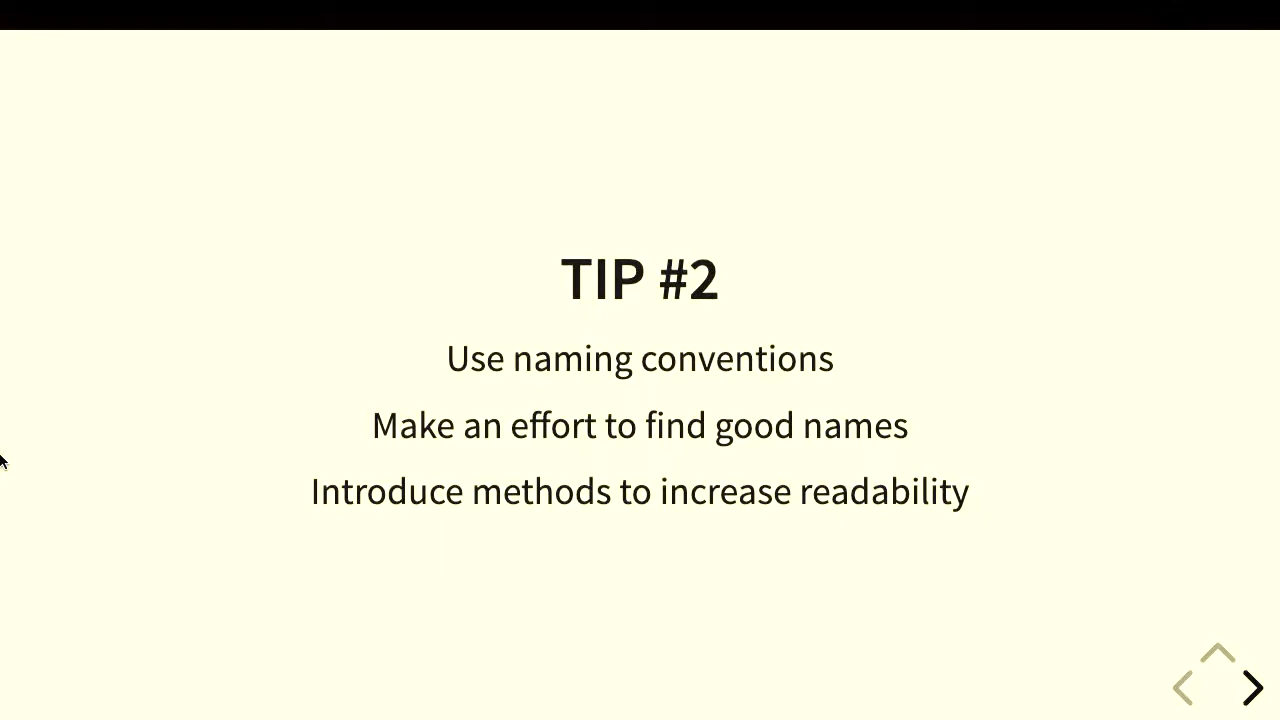 TIP #2
Use naming conventions
Make an effort to find good names
Introduce methods to increase readability